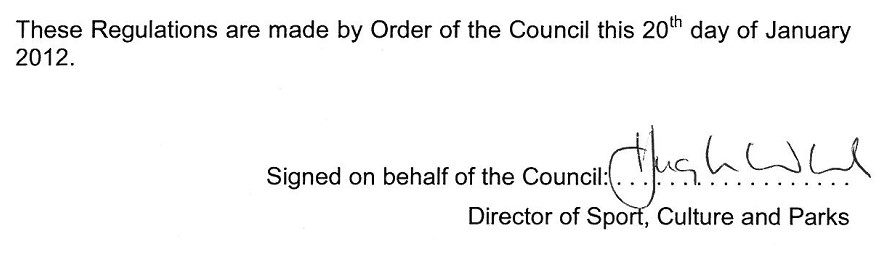 These Regulations are made by Order of the Council this 20th day of January
2012.
Signed on behalf of the Council: Hugh
Director of Sport, Culture and Parks